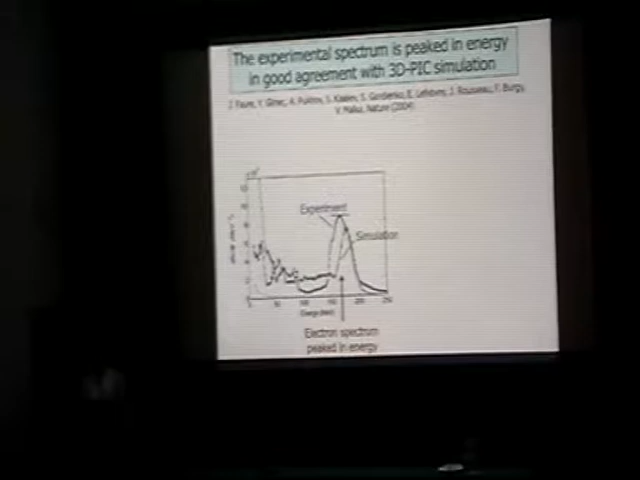 The experimental spectrum is peaked in energy
in good agreement with 3D-PIC simulation
J. Faure, Y. Glinec, A. Pukhov, S. Kiselev, S. Gordienko, E. Lefebvre, J. Rousseau, F. Burgy,
V. Malka, Nature (2004)
Experiment
Simulation
Electron spectrum
peaked in energy